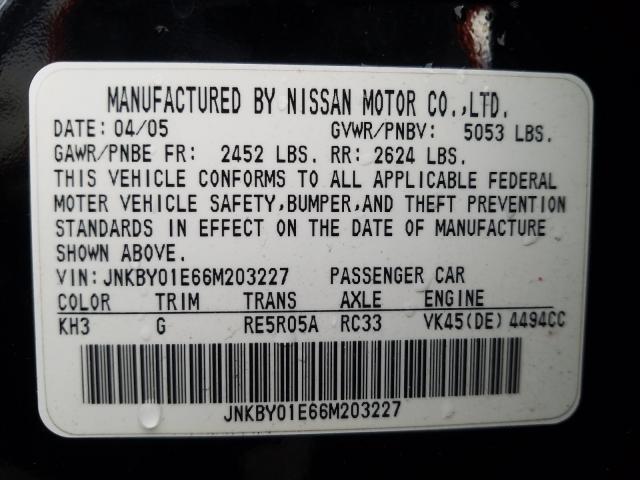 MANUFACTURED BY NISSAN MOTOR CO.,LTD.
DATE: 04/05 GVWR/PNBV: 5053 LBS.
GAWR/PNBE FR: 2452 LBS. RR: 2624 LBS.
THIS VEHICLE CONFORMS TO ALL APPLICABLE FEDERAL
MOTOR VEHICLE SAFETY,BUMPER,AND THEFT PREVENTION
STANDARDS IN EFFECT ON THE DATE OF MANUFACTURE
SHOWN ABOVE.
VIN: JNKBY01E66M203227 PASSENGER CAR
COLOR TRIM TRANS AXLE ENGINE
KH3 G RE5R05A RC33 VK45(DE) 4494CC
JNKBY01E66M203227